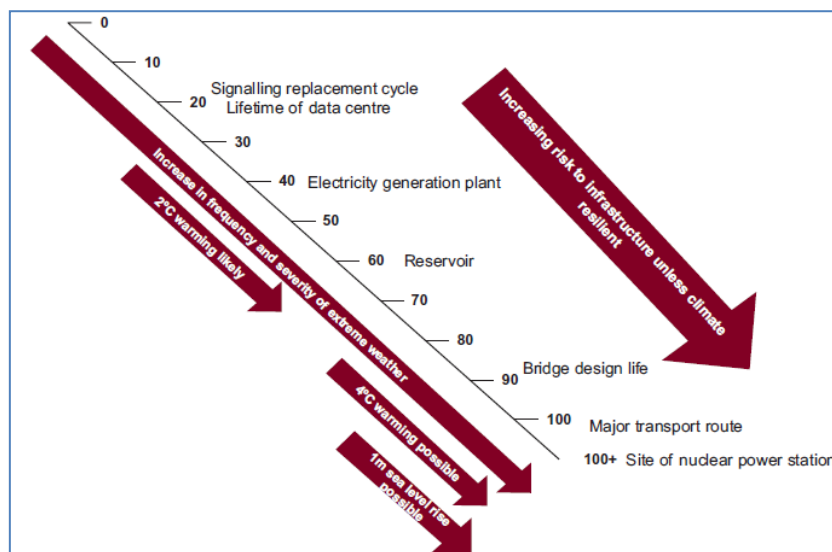 0
10
20
Signalling replacement cycle
Lifetime of data centre
30
40
Electricity generation plant
50
60
Reservoir
70
80
90
Bridge design life
100
Major transport route
100+ Site of nuclear power station
Increase in frequency and severity of extreme weather
2ºC warming likely
4ºC warming possible
1m sea level rise
possible
Increasing risk to infrastructure unless climate
resilient